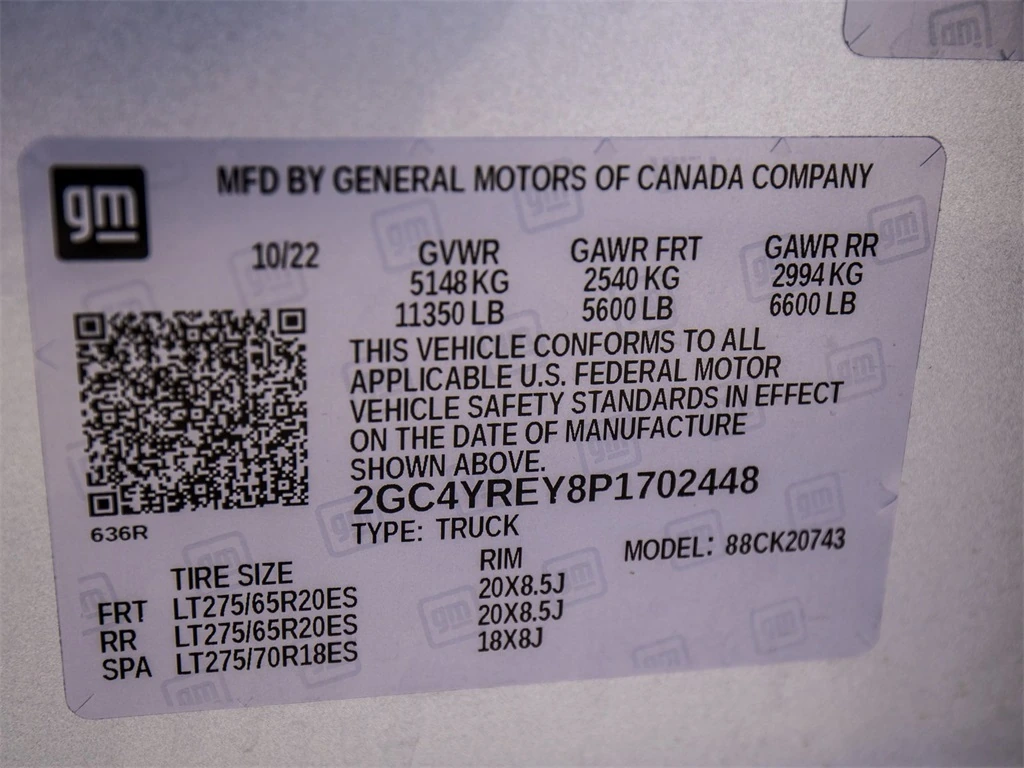 gm
MFD BY GENERAL MOTORS OF CANADA COMPANY
10/22 GVWR GAWR FRT GAWR RR
5148 KG 2540 KG 2994 KG
11350 LB 5600 LB 6600 LB
THIS VEHICLE CONFORMS TO ALL
APPLICABLE U.S. FEDERAL MOTOR
VEHICLE SAFETY STANDARDS IN EFFECT
ON THE DATE OF MANUFACTURE
SHOWN ABOVE.
2GC4YREY8P1702448
636R
TYPE: TRUCK MODEL: 88CK20743
TIRE SIZE RIM
FRT LT275/65R20ES 20X8.5J
RR LT275/65R20ES 20X8.5J
SPA LT275/70R18ES 18X8J